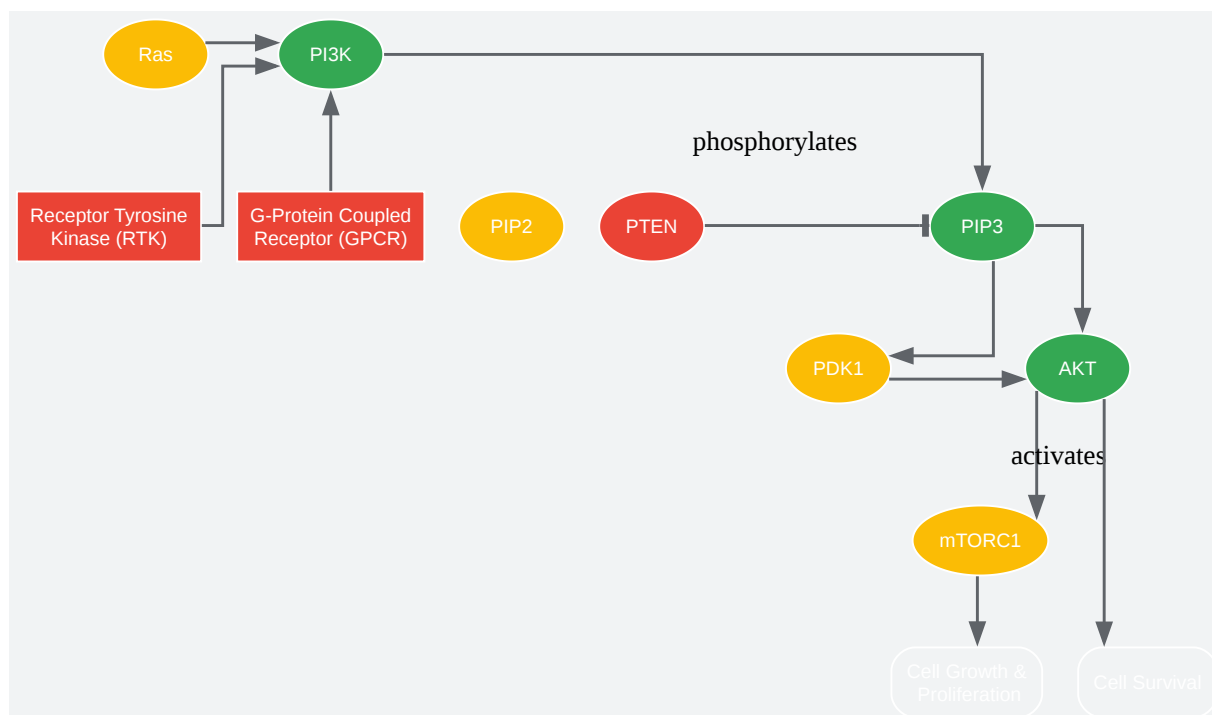 Ras
PI3K
phosphorylates
Receptor Tyrosine
Kinase (RTK)
G-Protein Coupled
Receptor (GPCR)
PIP2
PTEN
PIP3
PDK1
AKT
activates
mTORC1
Cell Growth &
Proliferation
Cell Survival